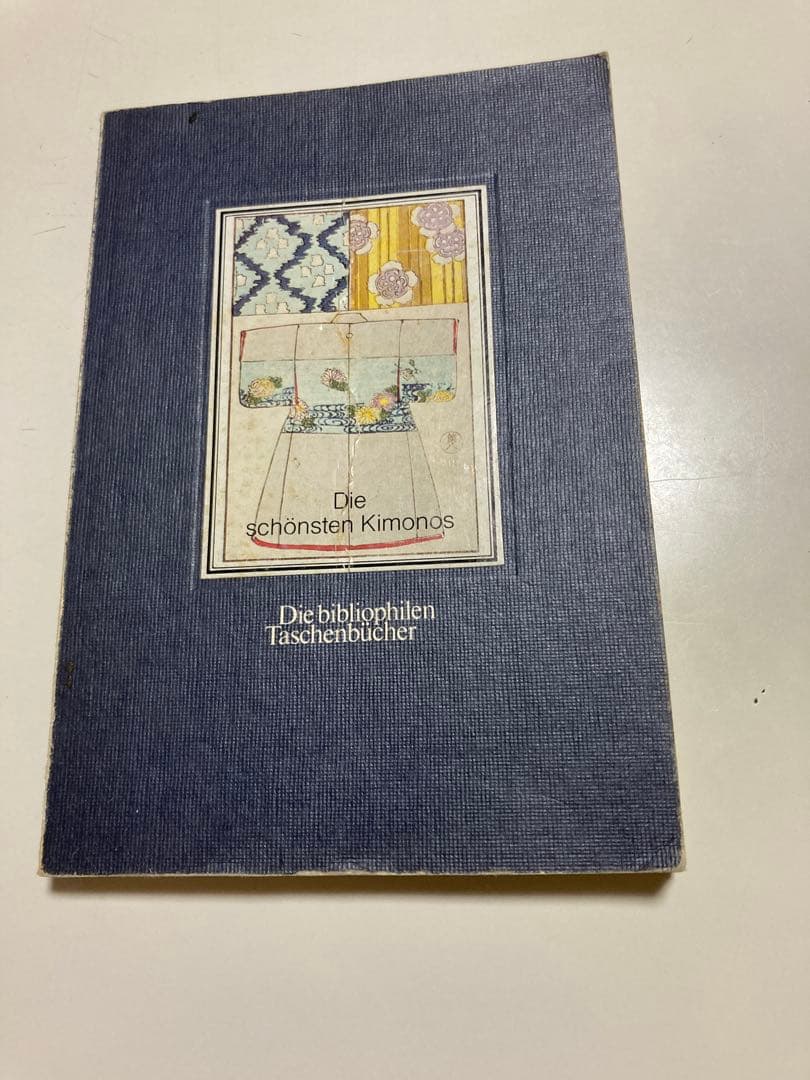 Die
schönsten Kimonos
Die bibliophilen
Taschenbücher